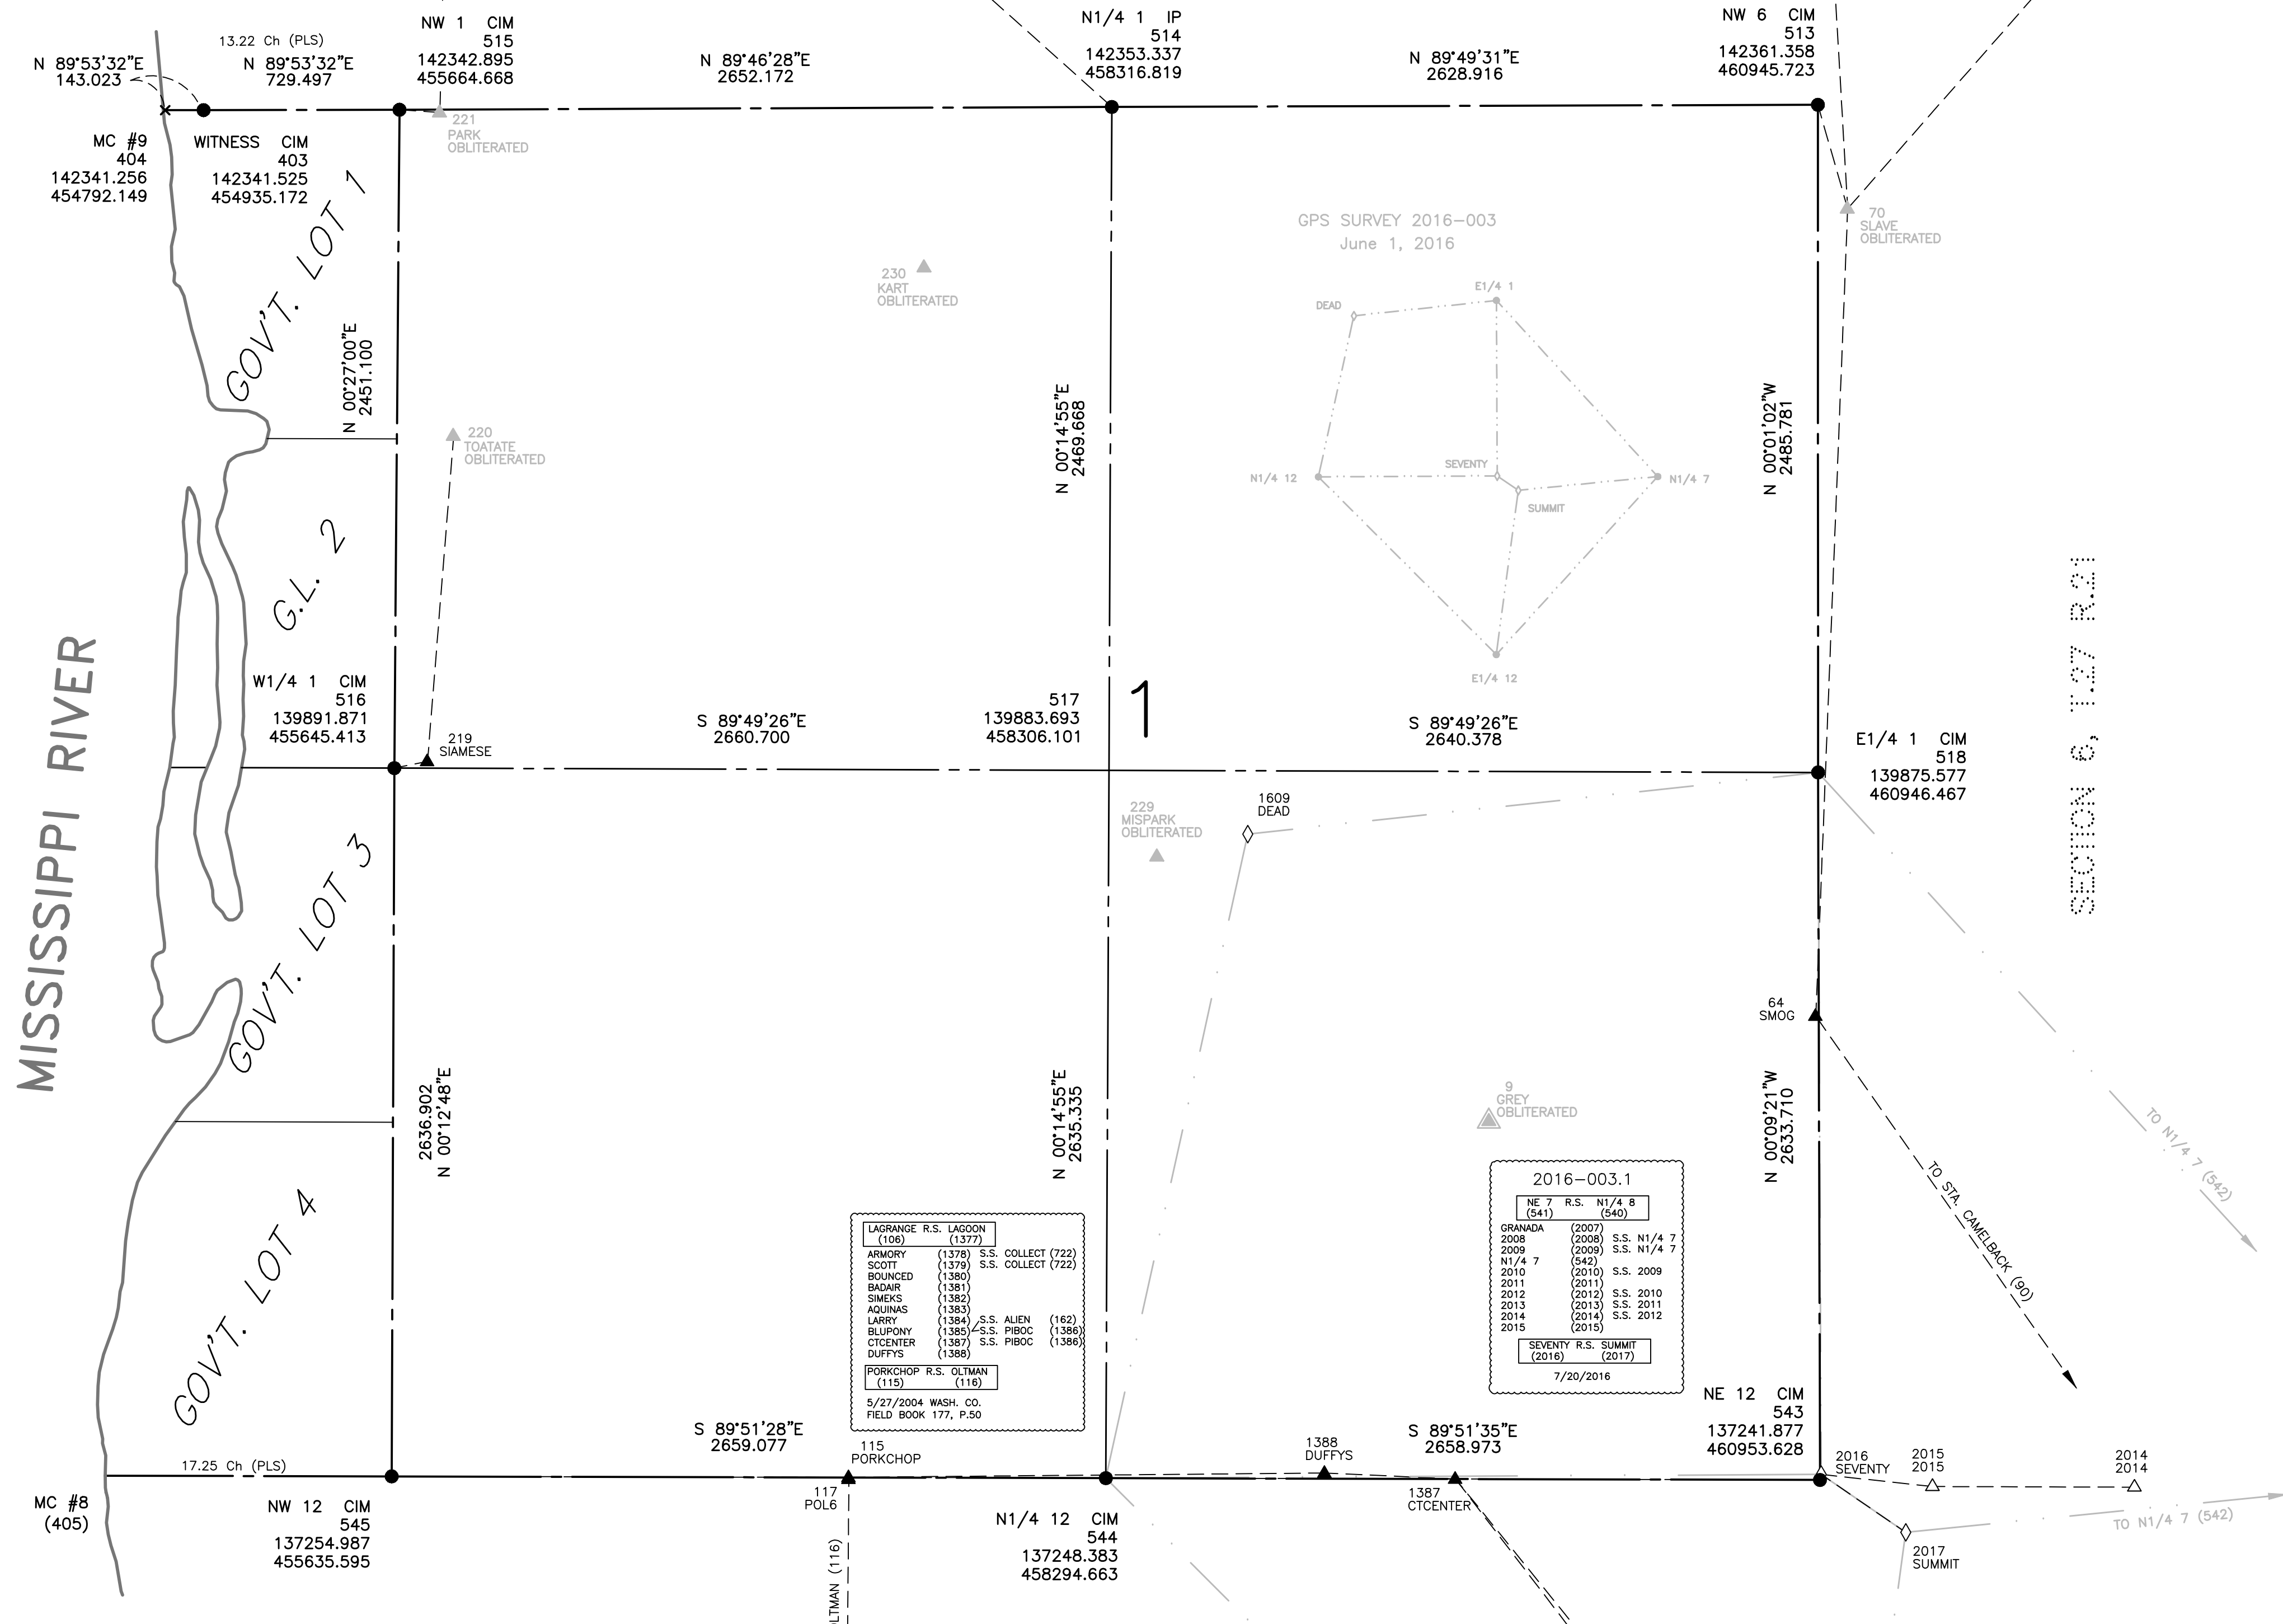 NW 1 CIM
515
142342.895
455664.668
13.22 Ch (PLS)
N 89°53'32"E
143.023
N 89°53'32"E
729.497
N 89°46'28"E
2652.172
N1/4 1 IP
514
142353.337
458316.819
N 89°49'31"E
2628.916
NW 6 CIM
513
142361.358
460945.723
MC #9
404
142341.256
454792.149
WITNESS CIM
403
142341.525
454935.172
221
PARK
OBLITERATED
GOV'T. LOT 1
230
KART
OBLITERATED
GPS SURVEY 2016-003
June 1, 2016
DEAD
E1/4 1
N1/4 12
SEVENTY
SUMMIT
N1/4 7
E1/4 12
70
SLAVE
OBLITERATED
N 00°27'00"E
2451.100
220
TOATATE
OBLITERATED
N 00°14'55"E
2469.668
N 00°01'02"W
2485.781
G.L. 2
MISSISSIPPI RIVER
SECTION 6, T.27 R.21
W1/4 1 CIM
516
139891.871
455645.413
219
SIAMESE
S 89°49'26"E
2660.700
517
139883.693
458306.101
1
S 89°49'26"E
2640.378
E1/4 1 CIM
518
139875.577
460946.467
229
MISPARK
OBLITERATED
1609
DEAD
GOV'T. LOT 3
64
SMOG
2636.902
N 00°12'48"E
N 00°14'55"E
2635.335
9
GREY
OBLITERATED
N 00°09'21"W
2633.710
TO N1/4 7 (542)
TO STA. CAMELBACK (90)
GOV'T. LOT 4
LAGRANGE R.S. LAGOON
(106) (1377)
ARMORY (1378) S.S. COLLECT (722)
SCOTT (1379) S.S. COLLECT (722)
BOUNCED (1380)
BADAIR (1381)
SIMEKS (1382)
AQUINAS (1383)
LARRY (1384) S.S. ALIEN (162)
BLUPONY (1385) S.S. PIBOC (1386)
CTCENTER (1387) S.S. PIBOC (1386)
DUFFYS (1388)
PORKCHOP R.S. OLTMAN
(115) (116)
5/27/2004 WASH. CO.
FIELD BOOK 177, P.50
2016-003.1
NE 7 R.S. N1/4 8
(541) (540)
GRANADA (2007)
2008 (2008) S.S. N1/4 7
2009 (2009) S.S. N1/4 7
N1/4 7 (542)
2010 (2010) S.S. 2009
2011 (2011)
2012 (2012) S.S. 2010
2013 (2013) S.S. 2011
2014 (2014) S.S. 2012
2015 (2015)
SEVENTY R.S. SUMMIT
(2016) (2017)
7/20/2016
S 89°51'28"E
2659.077
115
PORKCHOP
1388
DUFFYS
S 89°51'35"E
2658.973
NE 12 CIM
543
137241.877
460953.628
2016
SEVENTY
2015
2015
2014
2014
17.25 Ch (PLS)
MC #8
(405)
NW 12 CIM
545
137254.987
455635.595
117
POL6
LTMAN (116)
N1/4 12 CIM
544
137248.383
458294.663
1387
CTCENTER
TO N1/4 7 (542)
2017
SUMMIT